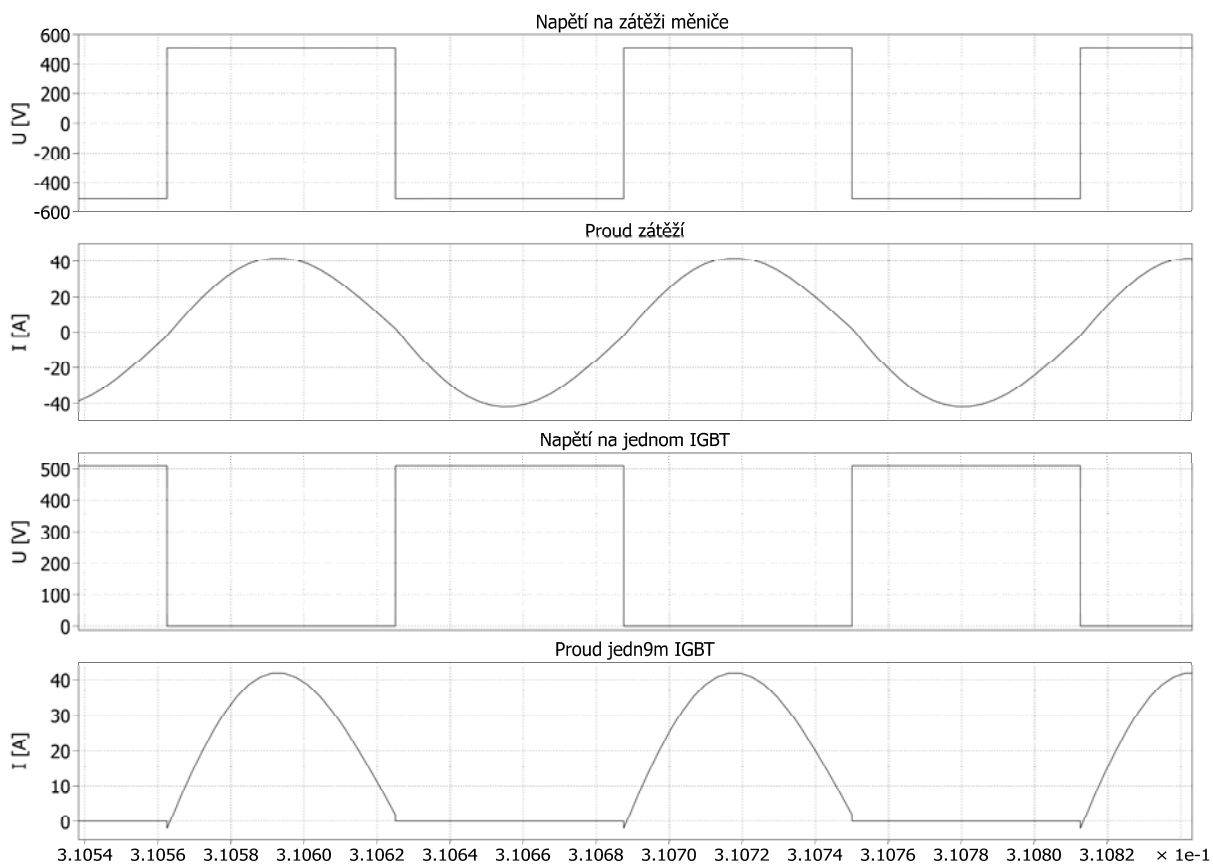 Napětí na zátěži měniče
600
400
200
0
-200
-400
-600
U [V]
Proud zátěží
40
20
0
-20
-40
I [A]
Napětí na jednom IGBT
500
400
300
200
100
0
U [V]
Proud jedn9m IGBT
40
30
20
10
0
I [A]
3.1054 3.1056 3.1058 3.1060 3.1062 3.1064 3.1066 3.1068 3.1070 3.1072 3.1074 3.1076 3.1078 3.1080 3.1082 × 1e-1